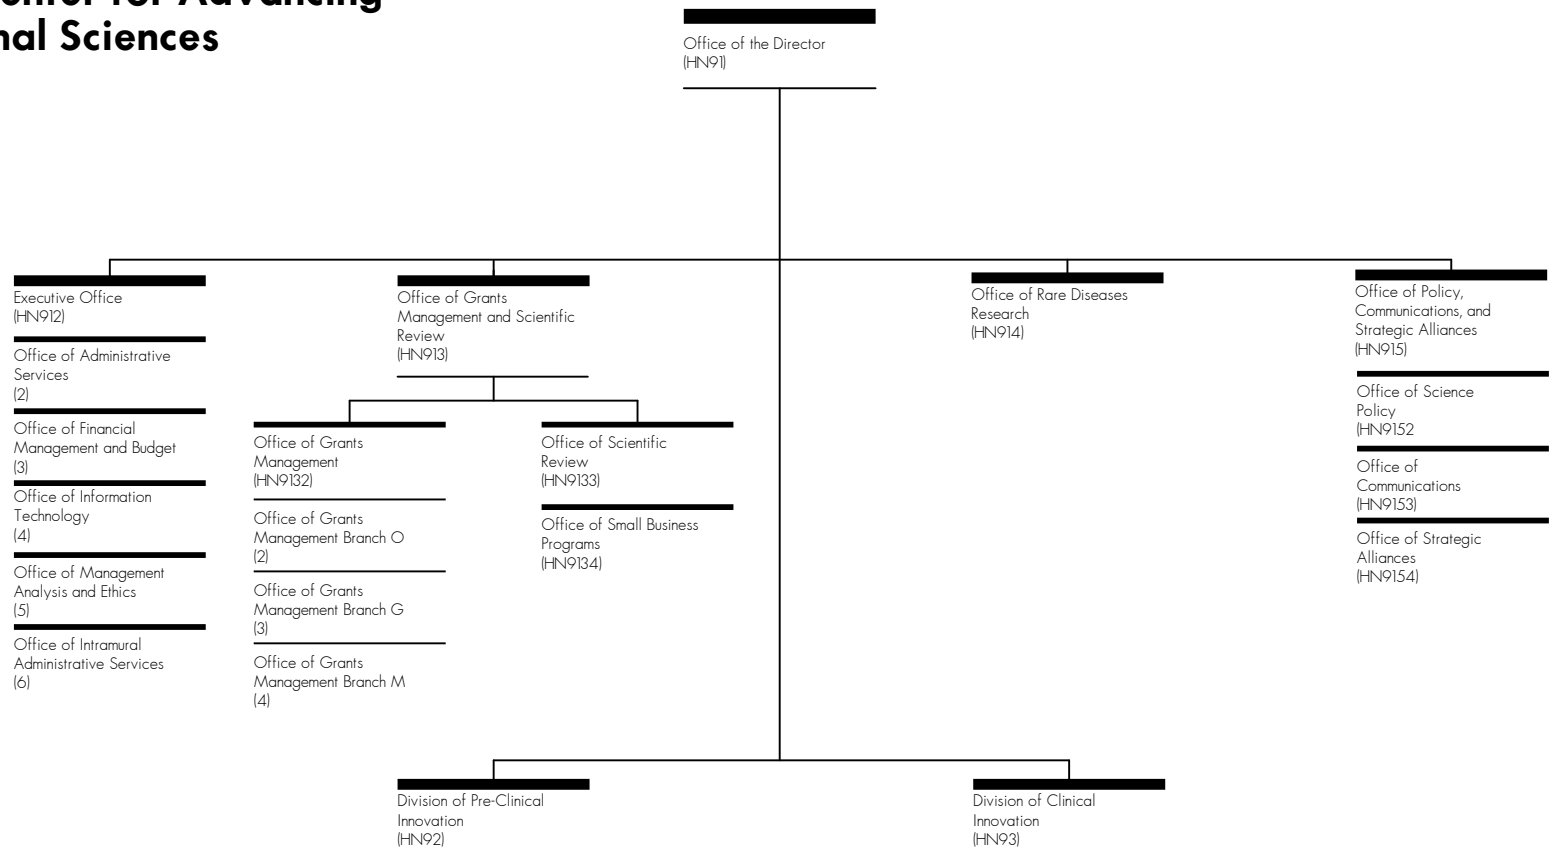 for Advancing
nal Sciences
Office of the Director
(HN91)
Executive Office
(HN912)
Office of Administrative
Services
(2)
Office of Financial
Management and Budget
(3)
Office of Information
Technology
(4)
Office of Management
Analysis and Ethics
(5)
Office of Intramural
Administrative Services
(6)
Office of Grants
Management and Scientific
Review
(HN913)
Office of Grants
Management
(HN9132)
Office of Grants
Management Branch O
(2)
Office of Grants
Management Branch G
(3)
Office of Grants
Management Branch M
(4)
Office of Scientific
Review
(HN9133)
Office of Small Business
Programs
(HN9134)
Office of Rare Diseases
Research
(HN914)
Office of Policy,
Communications, and
Strategic Alliances
(HN915)
Office of Science
Policy
(HN9152
Office of
Communications
(HN9153)
Office of Strategic
Alliances
(HN9154)
Division of Pre-Clinical
Innovation
(HN92)
Division of Clinical
Innovation
(HN93)